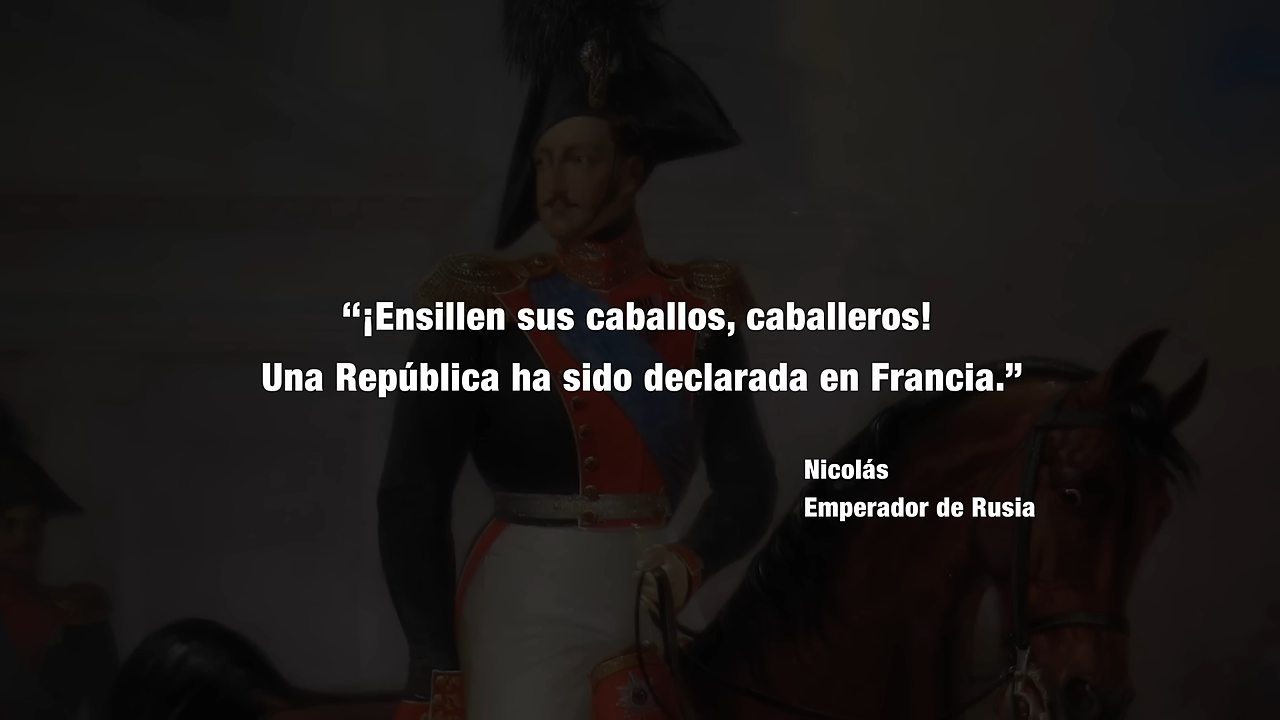 “¡Ensillen sus caballos, caballeros!
Una República ha sido declarada en Francia.”
Nicolás
Emperador de Rusia